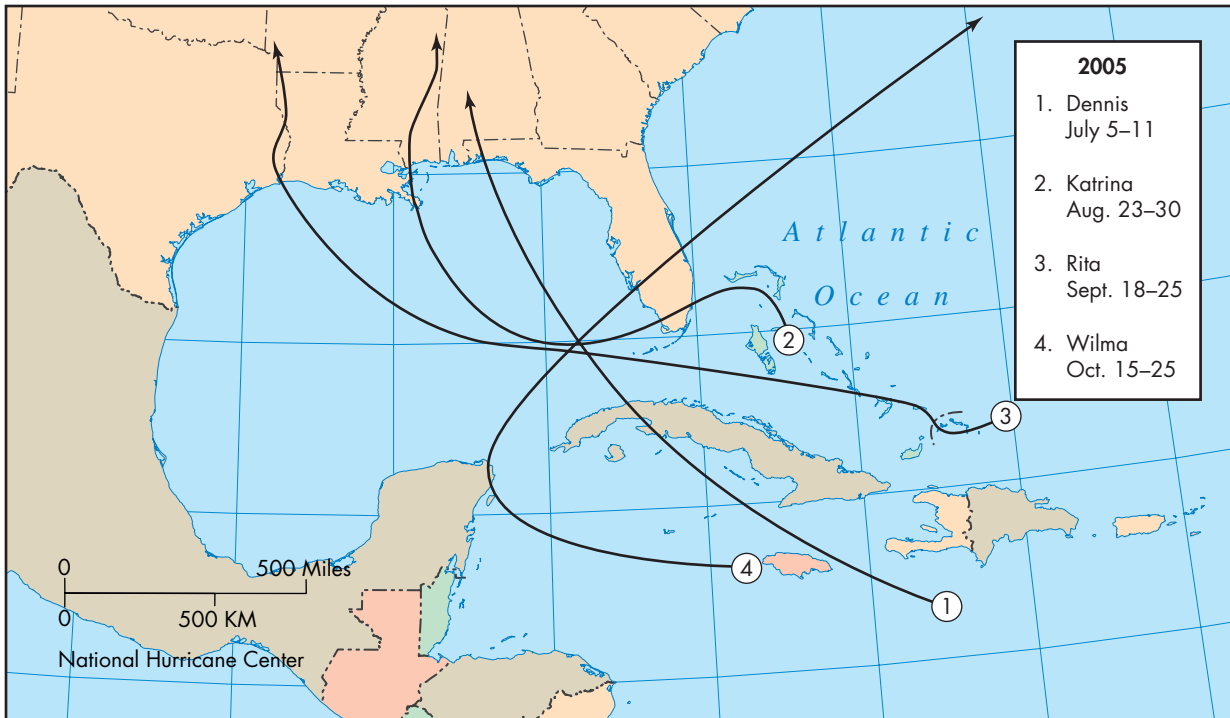 2005
1. Dennis
July 5–11
2. Katrina
Aug. 23–30
3. Rita
Sept. 18–25
4. Wilma
Oct. 15–25
Atlantic
Ocean
2
3
4
1
0 500 Miles
0 500 KM
National Hurricane Center